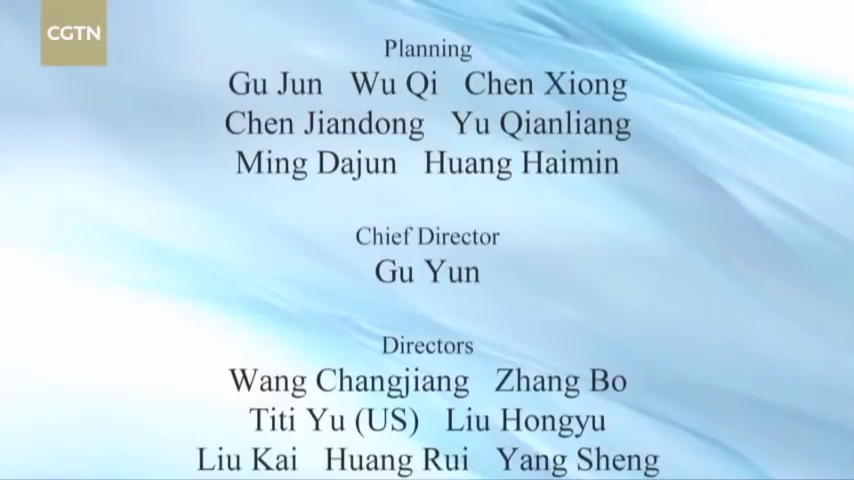 CGTN
Planning
Gu Jun Wu Qi Chen Xiong
Chen Jiandong Yu Qianliang
Ming Dajun Huang Haimin
Chief Director
Gu Yun
Directors
Wang Changjiang Zhang Bo
Titi Yu (US) Liu Hongyu
Liu Kai Huang Rui Yang Sheng